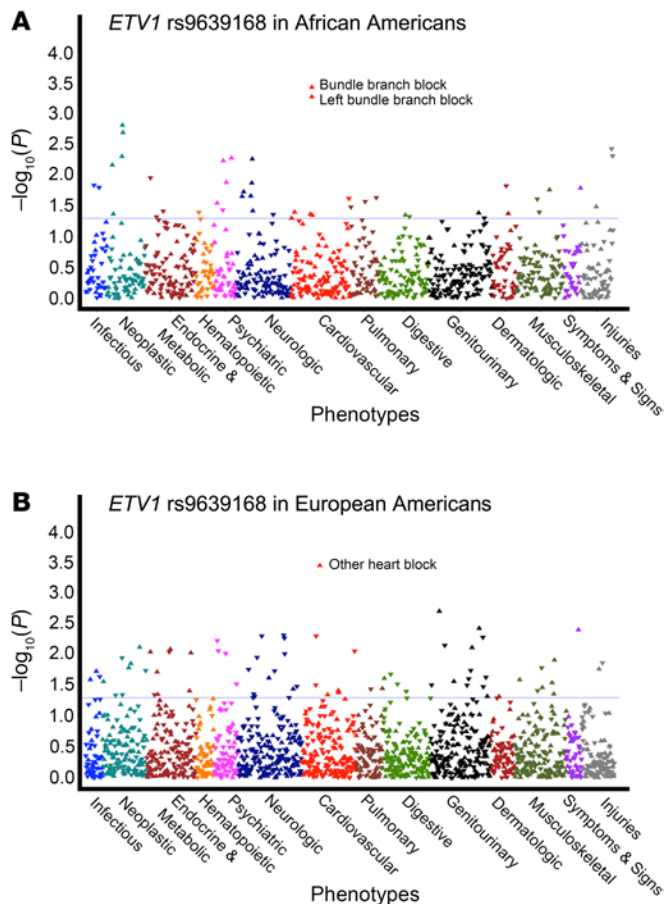 A
ETV1 rs9639168 in African Americans
4.0
3.5
3.0
2.5
2.0
1.5
1.0
0.5
0.0
–log10(P)
Bundle branch block
Left bundle branch block
Infectious
Neoplastic
Metabolic
Endocrine &
Hematopoietic
Psychiatric
Neurologic
Cardiovascular
Pulmonary
Digestive
Genitourinary
Dermatologic
Musculoskeletal
Symptoms & Signs
Injuries
Phenotypes
B
ETV1 rs9639168 in European Americans
4.0
3.5
3.0
2.5
2.0
1.5
1.0
0.5
0.0
–log10(P)
Other heart block
Infectious
Neoplastic
Metabolic
Endocrine &
Hematopoietic
Psychiatric
Neurologic
Cardiovascular
Pulmonary
Digestive
Genitourinary
Dermatologic
Musculoskeletal
Symptoms & Signs
Injuries
Phenotypes